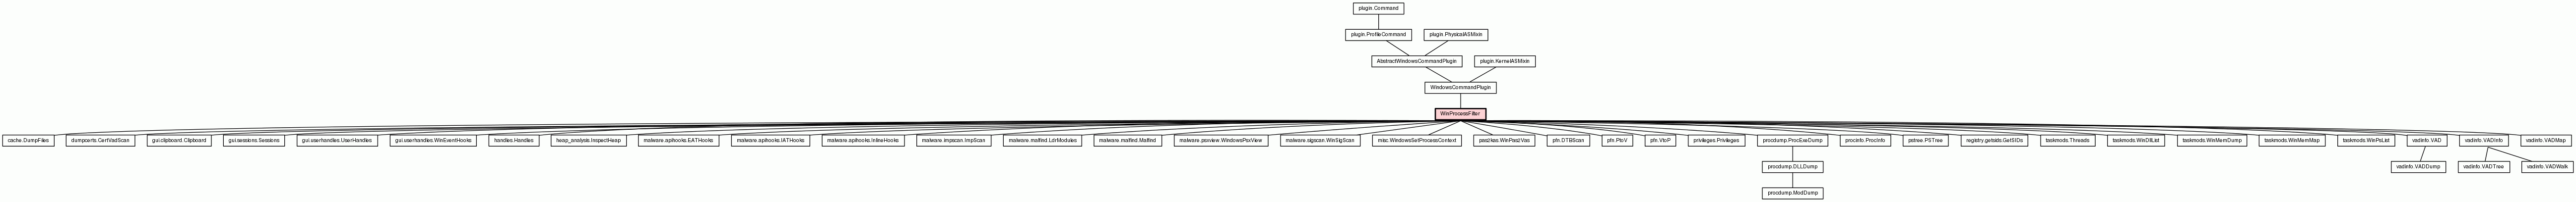 plugin.Command
plugin.ProfileCommand
plugin.PhysicalASMixin
AbstractWindowsCommandPlugin
plugin.KernelASMixin
WindowsCommandPlugin
WinProcessFilter
cache.DumpFiles
dumpcerts.CertVadScan
gui.clipboard.Clipboard
gui.sessions.Sessions
gui.userhandles.UserHandles
gui.userhandles.WinEventHooks
handles.Handles
heap_analysis.InspectHeap
malware.apihooks.EATHooks
malware.apihooks.IATHooks
malware.apihooks.InlineHooks
malware.impscan.ImpScan
malware.malfind.LdrModules
malware.malfind.Malfind
malware.psxview.WindowsPsxView
malware.sigscan.WinSigScan
misc.WindowsSetProcessContext
pas2kas.WinPas2Vas
pfn.DTBScan
pfn.PtoV
pfn.VtoP
privileges.Privileges
procdump.ProcExeDump
procinfo.ProcInfo
pstree.PSTree
registry.getsids.GetSIDs
taskmods.Threads
taskmods.WinDllList
taskmods.WinMemDump
taskmods.WinMemMap
taskmods.WinPsList
vadinfo.VAD
vadinfo.VADInfo
vadinfo.VADMap
procdump.DLLDump
vadinfo.VADDump
vadinfo.VADTree
vadinfo.VADWalk
procdump.ModDump